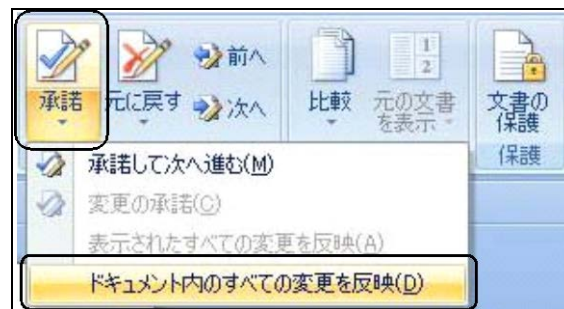 前へ
承諾
元に戻す
次へ
比較
1
2
元の文書
を表示
文書の
保護
保護
承諾して次へ進む(M)
変更の承諾(C)
表示されたすべての変更を反映(A)
ドキュメント内のすべての変更を反映(D)